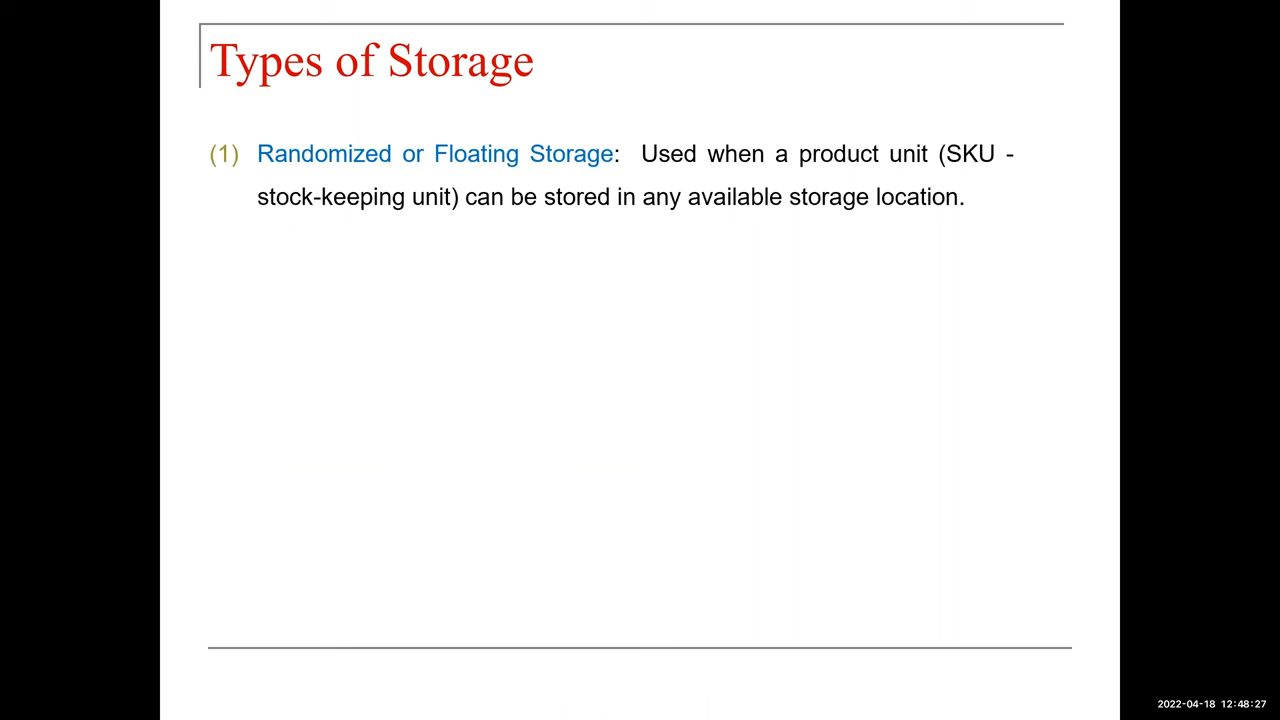 Types of Storage
(1) Randomized or Floating Storage: Used when a product unit (SKU -
stock-keeping unit) can be stored in any available storage location.
2022-04-18 12:48:27